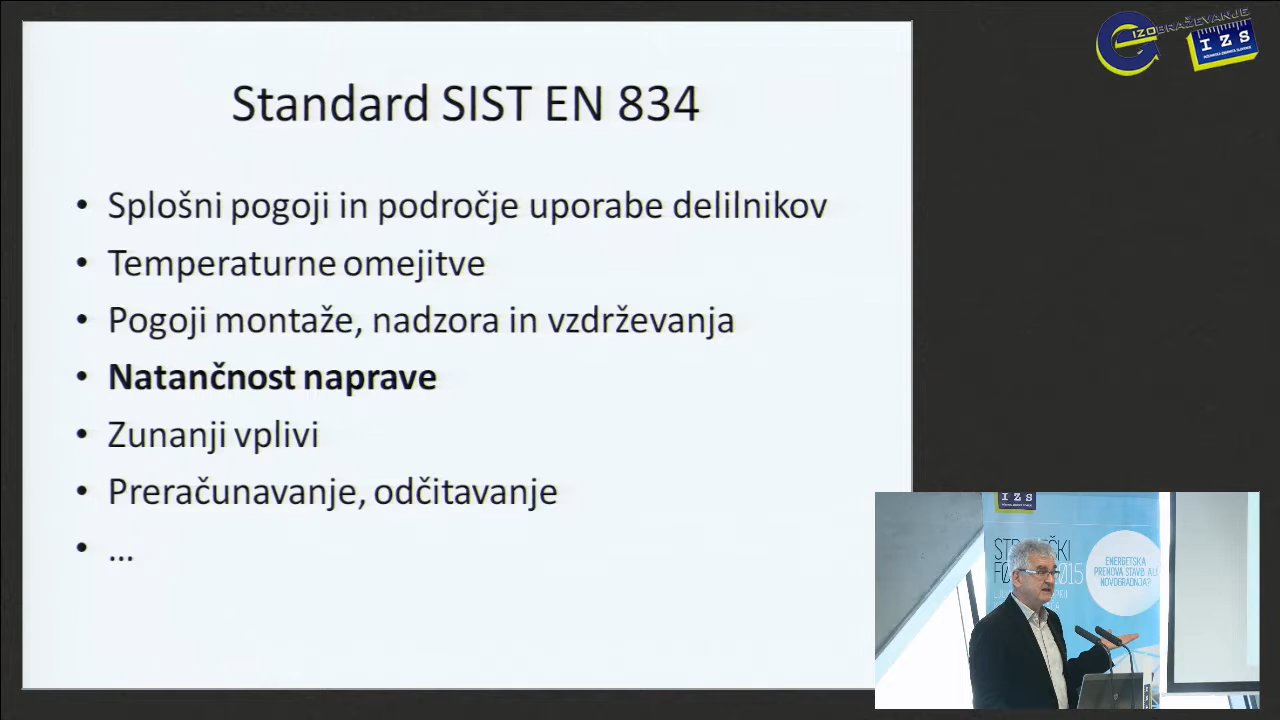 IZOBRAŽEVANJE
IZS
Standard SIST EN 834
• Splošni pogoji in področje uporabe delilnikov
• Temperaturne omejitve
• Pogoji montaže, nadzora in vzdrževanja
• Natančnost naprave
• Zunanji vplivi
• Preračunavanje, odčitavanje
• ...
IZS
ENERGETSKA
PRENOVA STAVB ALI
NOVOGRADNJA?